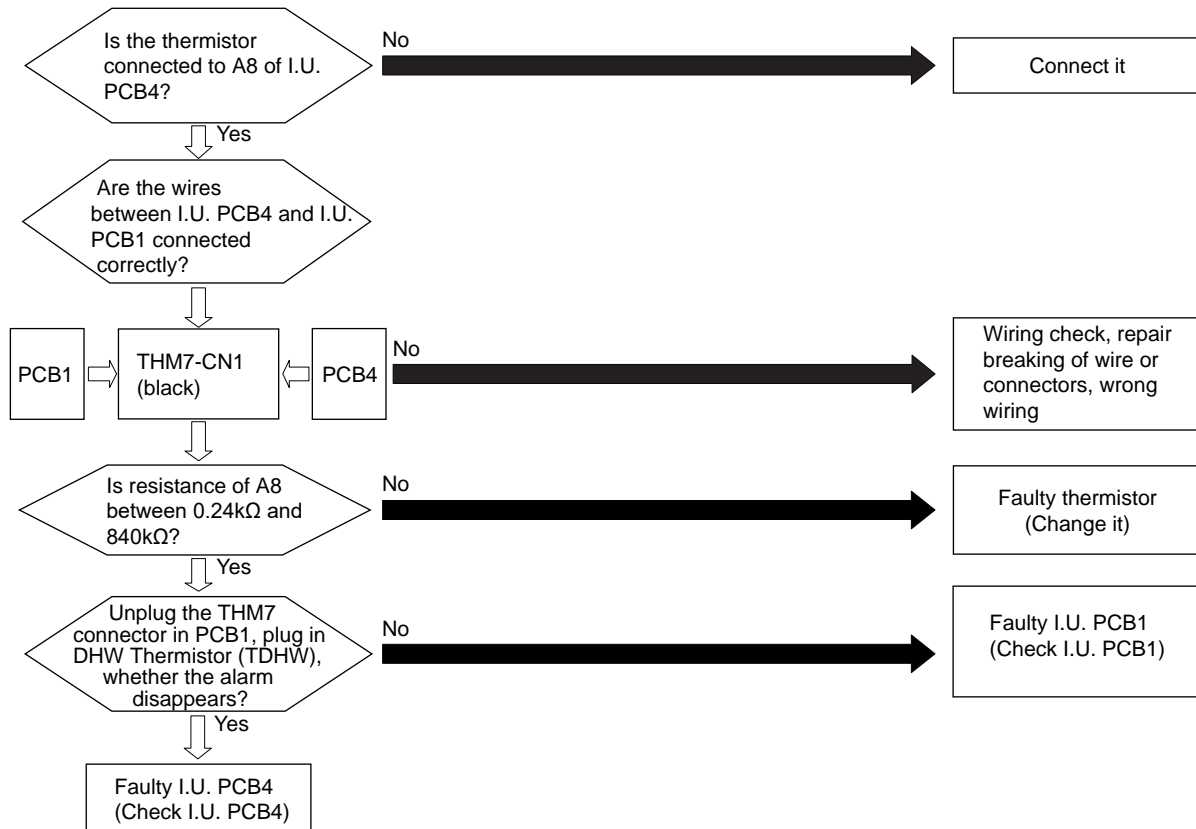 Is the thermistor
connected to A8 of I.U.
PCB4?
No
Connect it
Yes
Are the wires
between I.U. PCB4 and I.U.
PCB1 connected
correctly?
PCB1
THM7-CN1
(black)
PCB4
No
Wiring check, repair
breaking of wire or
connectors, wrong
wiring
Is resistance of A8
between 0.24kΩ and
840kΩ?
No
Faulty thermistor
(Change it)
Yes
Unplug the THM7
connector in PCB1, plug in
DHW Thermistor (TDHW),
whether the alarm
disappears?
No
Faulty I.U. PCB1
(Check I.U. PCB1)
Yes
Faulty I.U. PCB4
(Check I.U. PCB4)